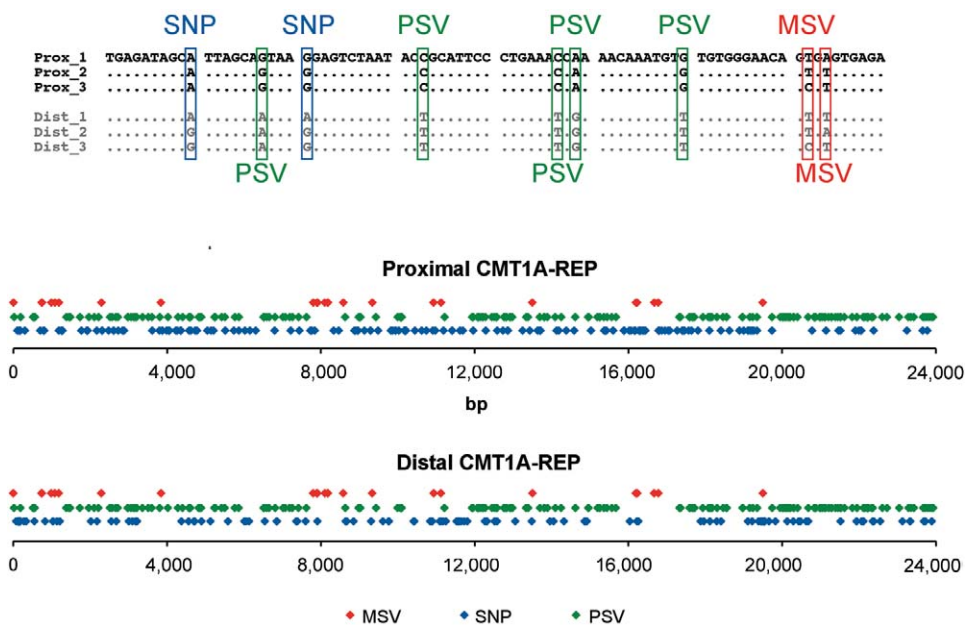 SNP SNP PSV PSV PSV MSV
Prox_1 TGAGATAGCA TTAGCAGTAA GGAGTCTAAT ACCGCATTCC CTGAAACCAA AACAAATGTG TGTGGGAACA GTGAGTGAGA
Prox_2 .........A ......G... G......... ..C....... ......C.A. .........G .......... .T.T......
Prox_3 .........A ......G... G......... ..C....... ......C.A. .........G .......... .C.T......
Dist_1 .........A ......A... A......... ..T....... ......T.G. .........T .......... .T.T......
Dist_2 .........G ......A... G......... ..T....... ......T.G. .........T .......... .T.A......
Dist_3 .........G ......A... G......... ..T....... ......T.G. .........T .......... .C.T......
PSV PSV MSV
Proximal CMT1A-REP
0 4,000 8,000 12,000 16,000 20,000 24,000
bp
Distal CMT1A-REP
0 4,000 8,000 12,000 16,000 20,000 24,000
MSV SNP PSV